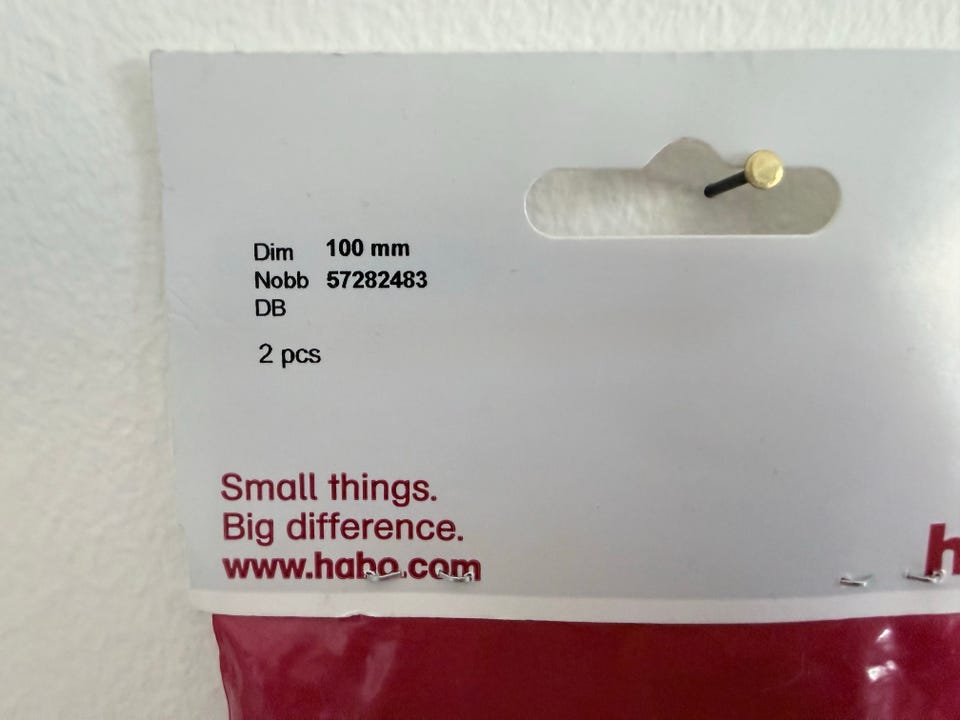 Dim 100 mm
Nobb 57282483
DB
2 pcs
Small things.
Big difference.
www.habo.com